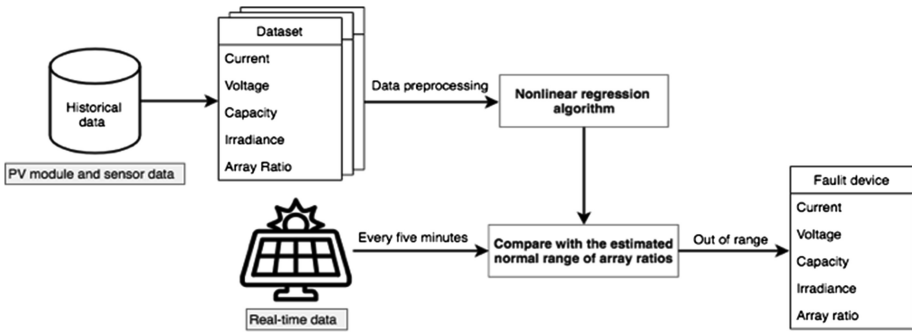 Dataset
Current
Voltage
Capacity
Irradiance
Array Ratio
Historical
data
PV module and sensor data
Data preprocessing
Nonlinear regression
algorithm
Every five minutes
Real-time data
Compare with the estimated
normal range of array ratios
Out of range
Fauilt device
Current
Voltage
Capacity
Irradiance
Array ratio